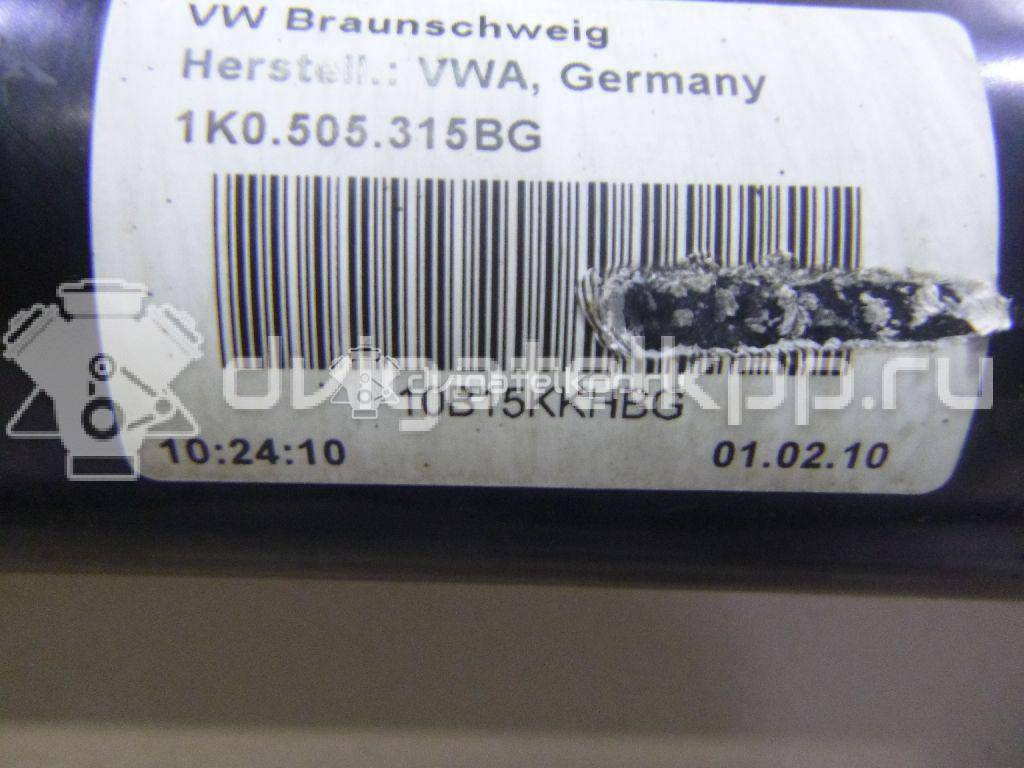 VW Braunschweig
Herstell.: VWA, Germany
1K0.505.315BG
dvigatelkpp.ru
10B15KKHBG
10:24:10
01.02.10